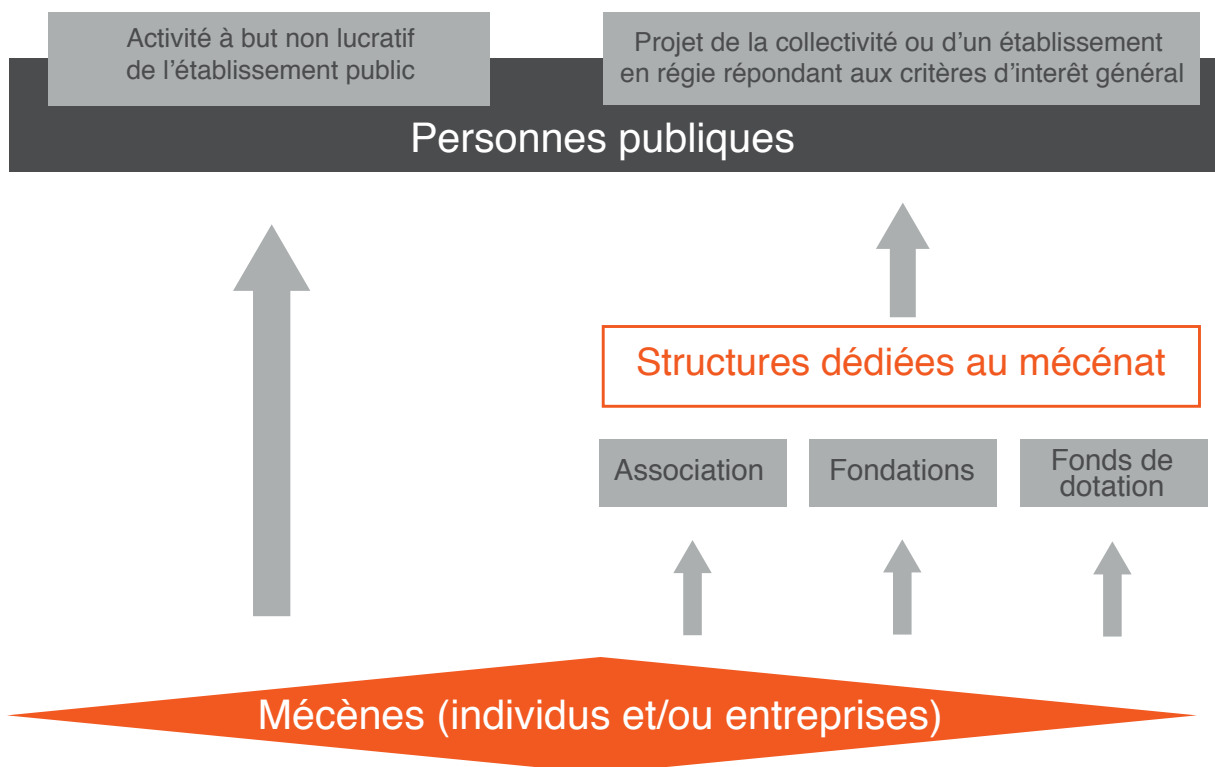 Activité à but non lucratif
de l’établissement public
Projet de la collectivité ou d’un établissement
en régie répondant aux critères d’interêt général
Personnes publiques
Structures dédiées au mécénat
Association
Fondations
Fonds de
dotation
Mécènes (individus et/ou entreprises)